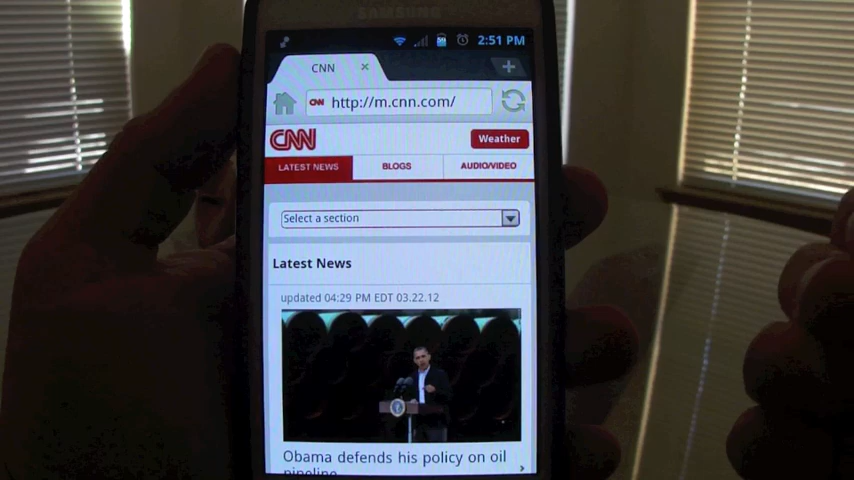 SAMSUNG
2:51 PM
CNN
http://m.cnn.com/
CNN
Weather
LATEST NEWS
BLOGS
AUDIO/VIDEO
Select a section
Latest News
updated 04:29 PM EDT 03.22.12
Obama defends his policy on oil
pipeline